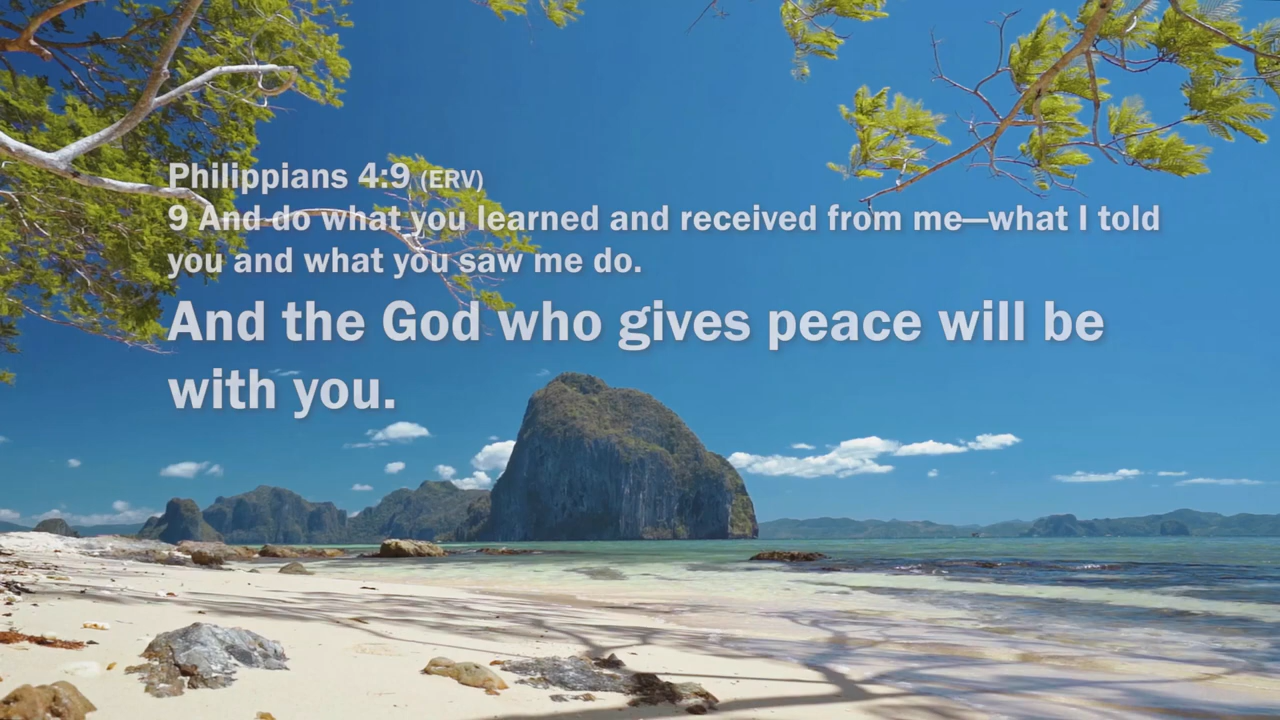 Philippians 4:9 (ERV)
9 And do what you learned and received from me—what I told
you and what you saw me do.
And the God who gives peace will be
with you.